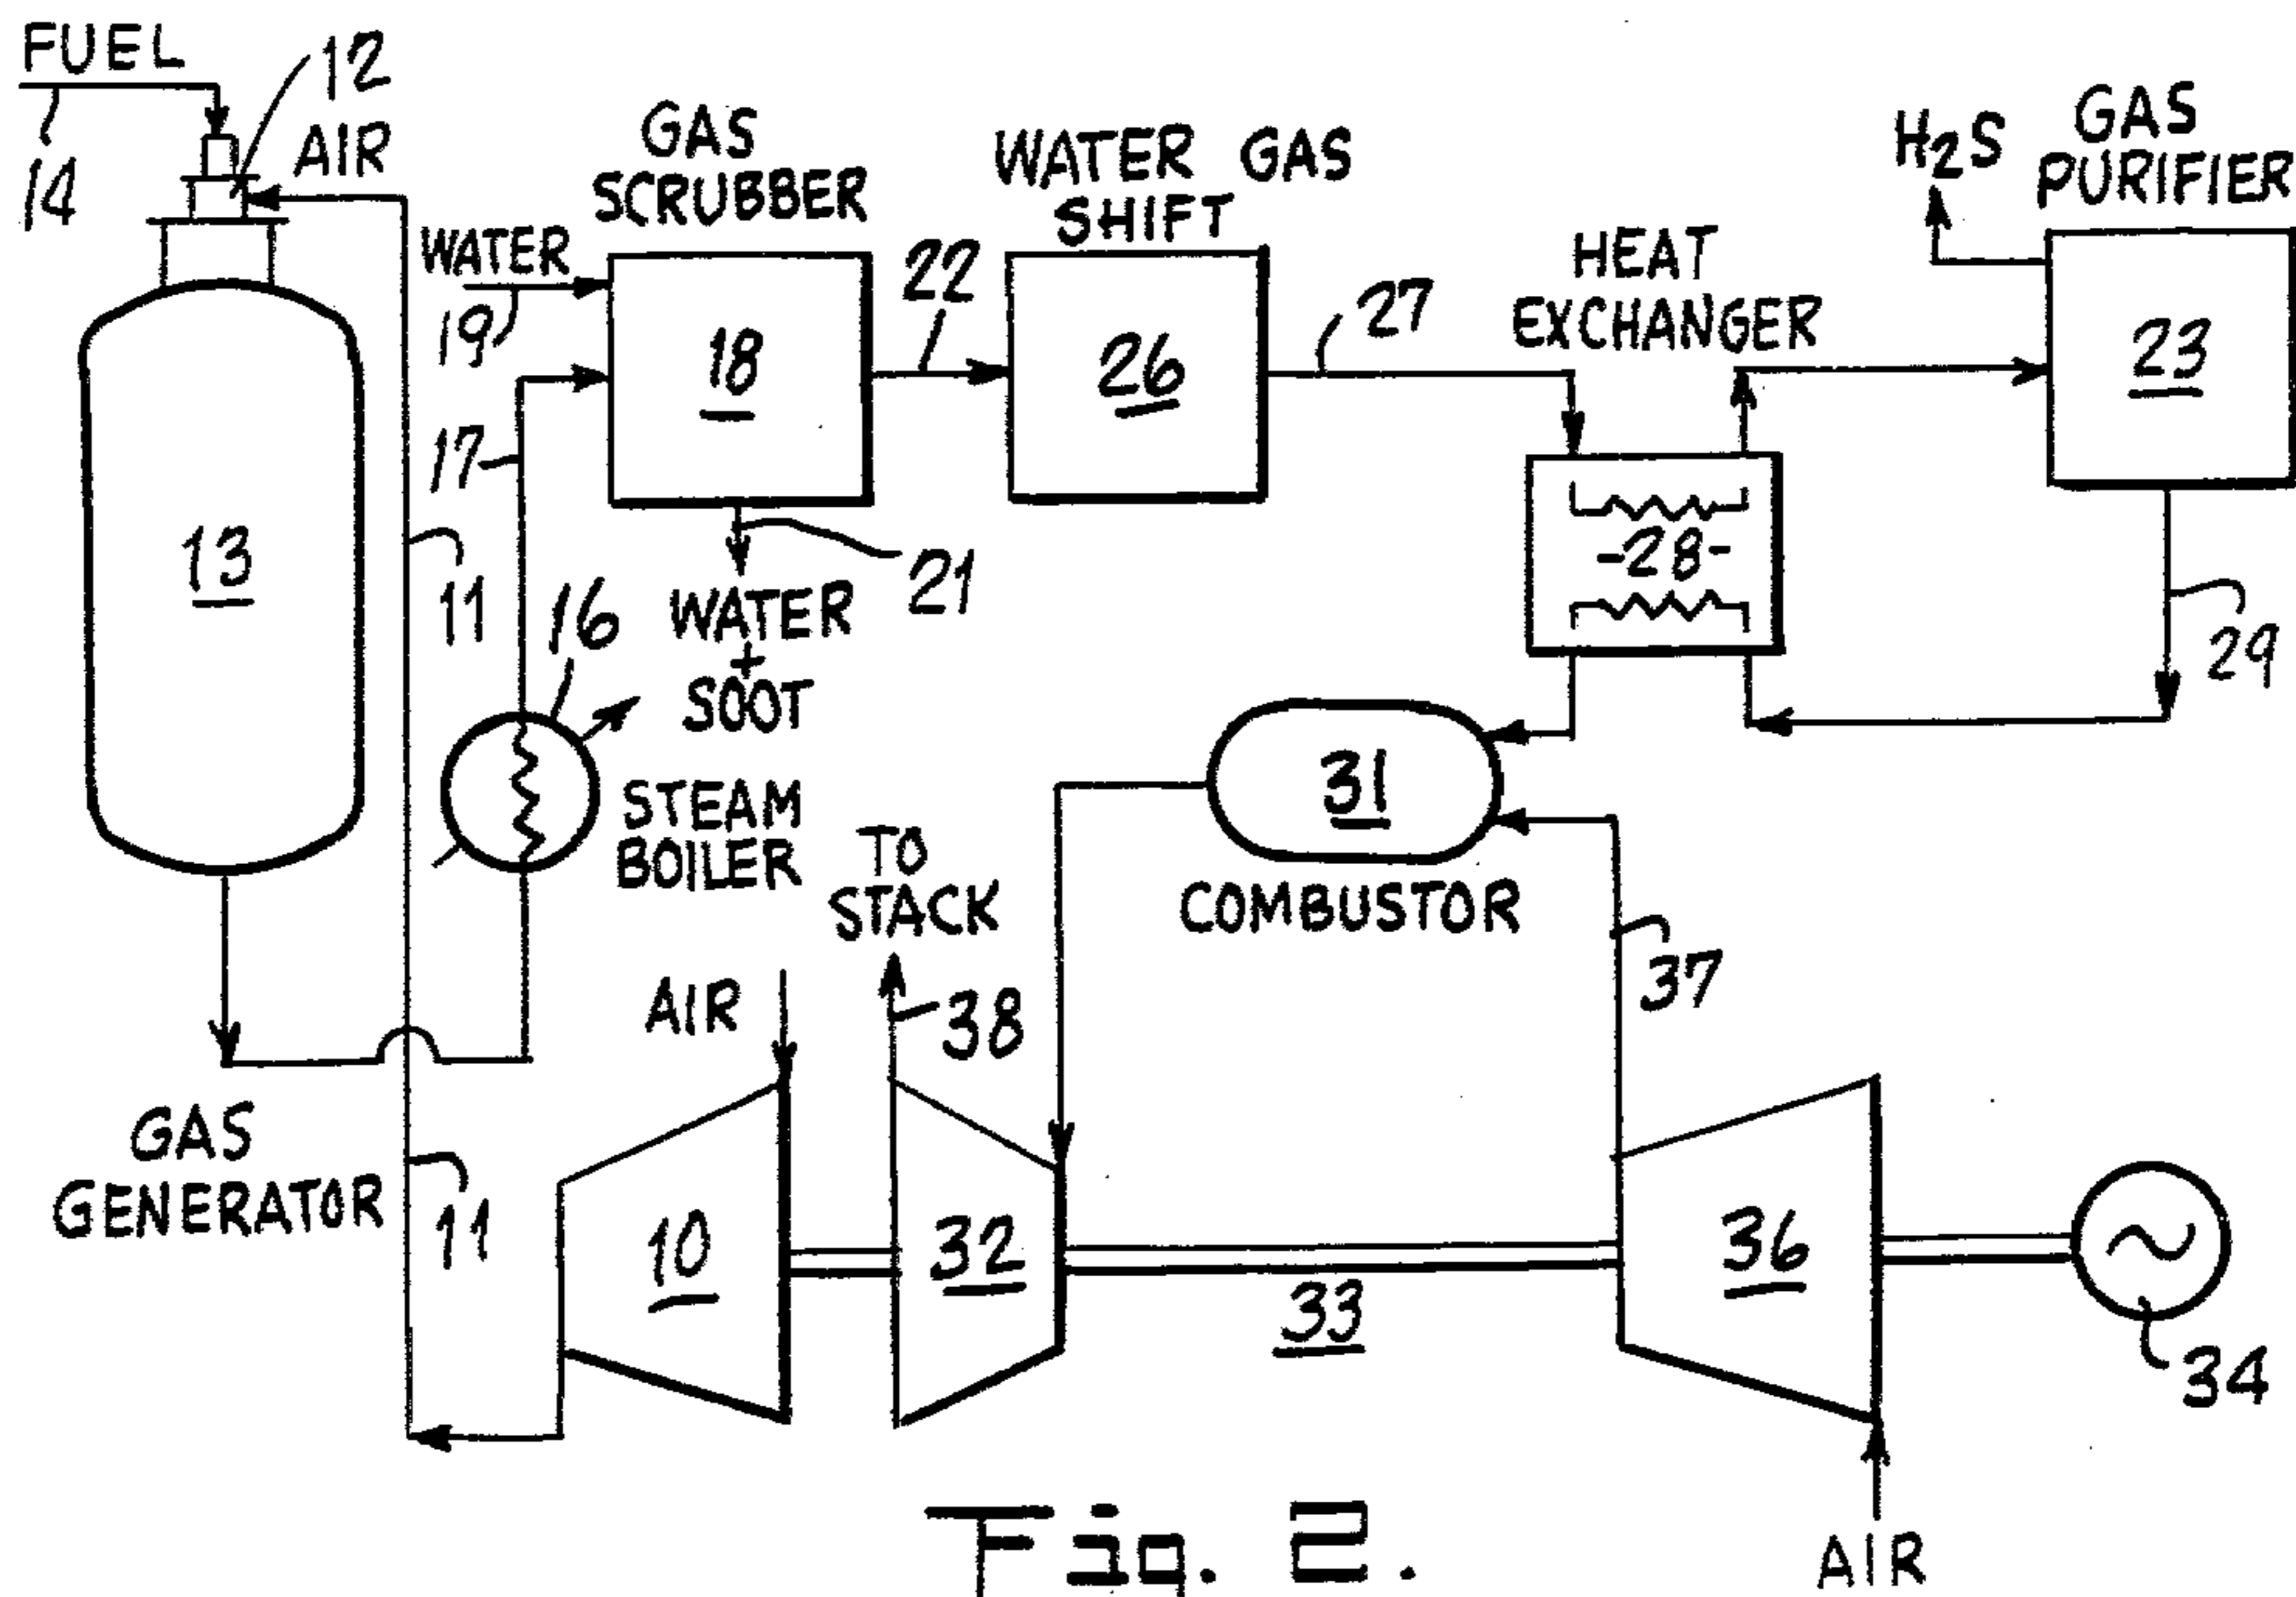 FUEL
12
AIR
14
GAS
SCRUBBER
WATER GAS
SHIFT
H2S
GAS
PURIFIER
WATER
19
18
22
26
27
HEAT
EXCHANGER
23
17
13
11
21
-28-
29
16
WATER
+
SOOT
STEAM
BOILER
31
COMBUSTOR
TO
STACK
AIR
38
37
GAS
GENERATOR
11
10
32
33
36
34
AIR
Fig. 2.